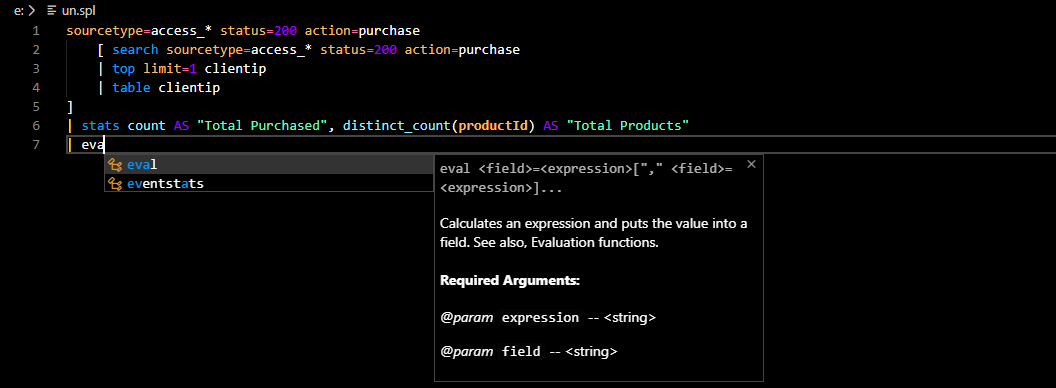 e: > un.spl
1 sourcetype=access_* status=200 action=purchase
2 [ search sourcetype=access_* status=200 action=purchase
3 | top limit=1 clientip
4 | table clientip
5 ]
6 | stats count AS "Total Purchased", distinct_count(productId) AS "Total Products"
7 | eva
eval
eventstats
eval <field>=<expression>["," <field>=
<expression>]...
Calculates an expression and puts the value into a
field. See also, Evaluation functions.
Required Arguments:
@param expression -- <string>
@param field -- <string>